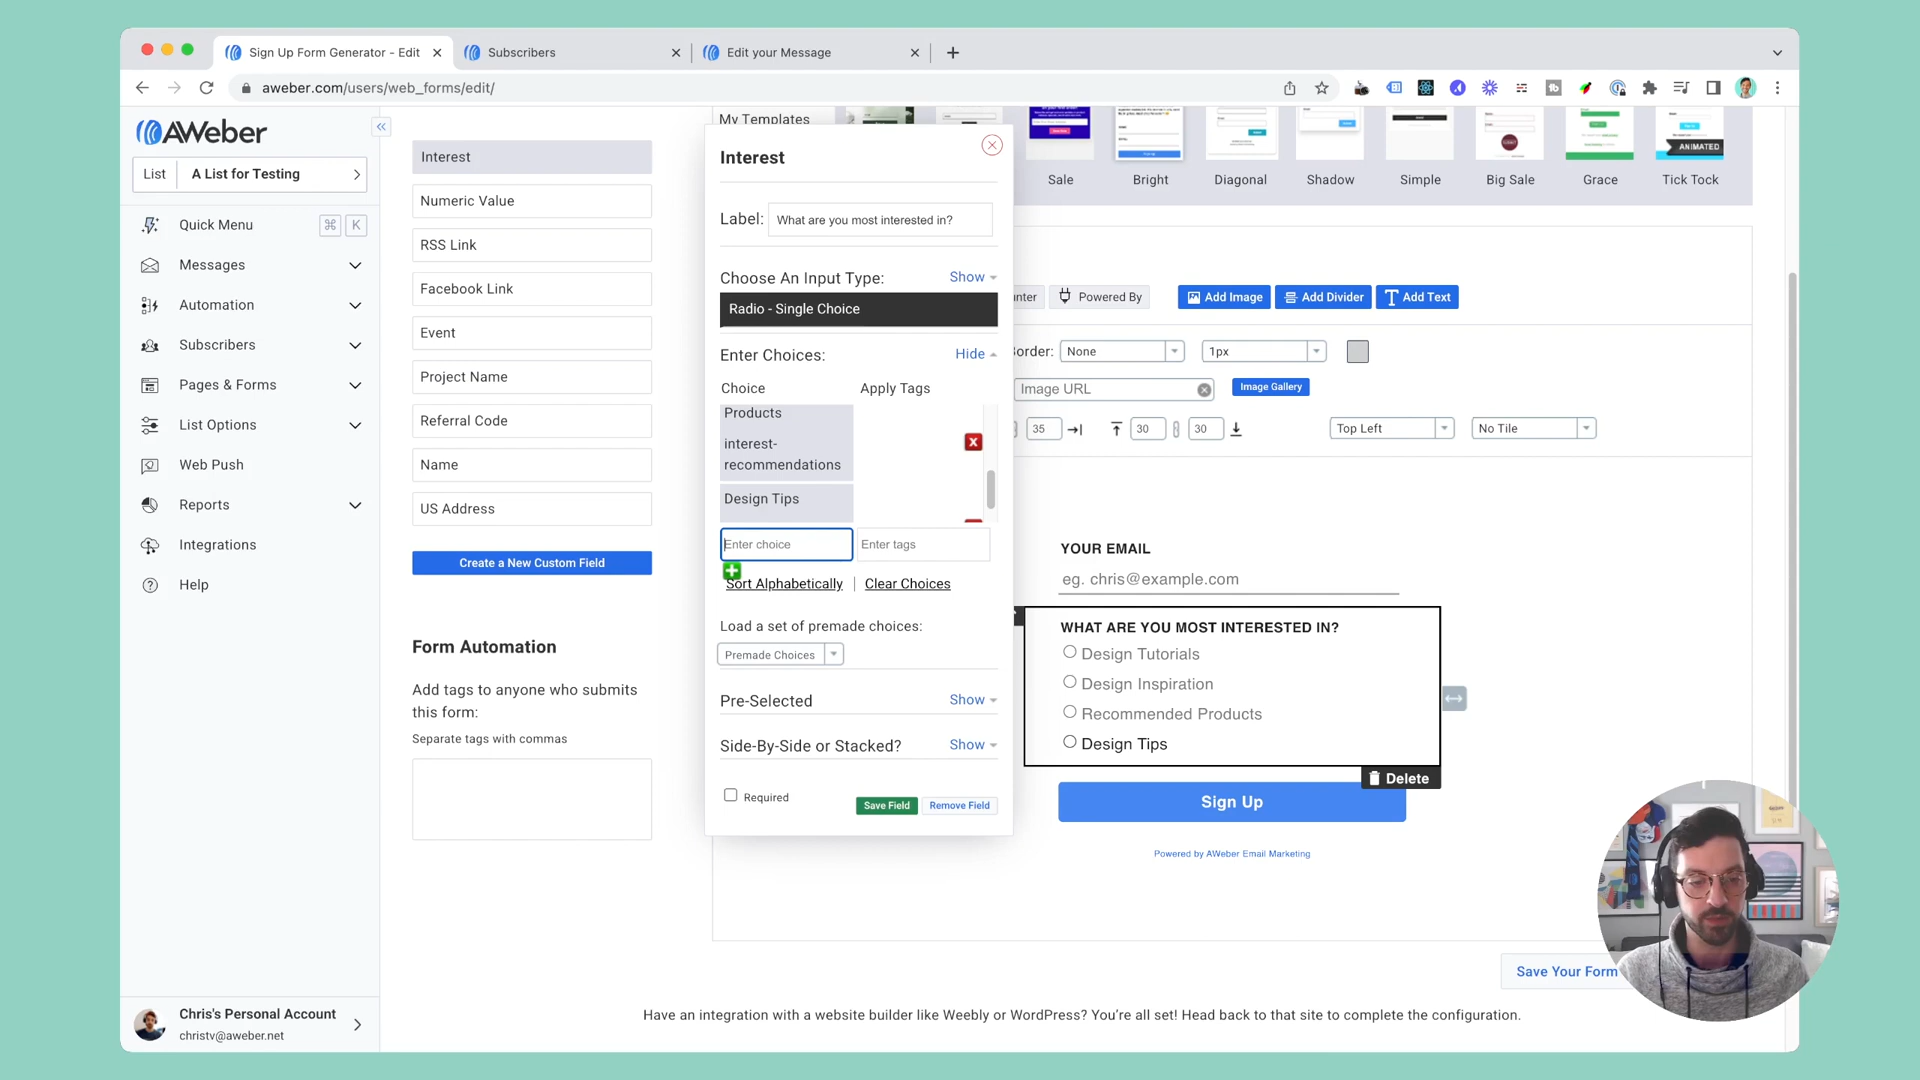 Sign Up Form Generator - Edit
Subscribers
Edit your Message
aweber.com/users/web_forms/edit/
AWeber
List
A List for Testing
Quick Menu
⌘
K
Messages
Automation
Subscribers
Pages & Forms
List Options
Web Push
Reports
Integrations
Help
Chris's Personal Account
christv@aweber.net
Interest
Numeric Value
RSS Link
Facebook Link
Event
Project Name
Referral Code
Name
US Address
Create a New Custom Field
Form Automation
Add tags to anyone who submits
this form:
Separate tags with commas
My Templates
ANIMATED
Sale
Bright
Diagonal
Shadow
Simple
Big Sale
Grace
Tick Tock
Interest
Label:
What are you most interested in?
Choose An Input Type:
Show
Radio - Single Choice
Enter Choices:
Hide
Choice
Apply Tags
Products
interest-
recommendations
x
Design Tips
Enter choice
Enter tags
Sort Alphabetically
Clear Choices
Load a set of premade choices:
Premade Choices
Pre-Selected
Show
Side-By-Side or Stacked?
Show
Required
Save Field
Remove Field
Powered By
Add Image
Add Divider
Add Text
None
1px
Image URL
Image Gallery
35
30
30
Top Left
No Tile
YOUR EMAIL
eg. chris@example.com
WHAT ARE YOU MOST INTERESTED IN?
Design Tutorials
Design Inspiration
Recommended Products
Design Tips
Delete
Sign Up
Powered by AWeber Email Marketing
Save Your Form
Have an integration with a website builder like Weebly or WordPress? You're all set! Head back to that site to complete the configuration.